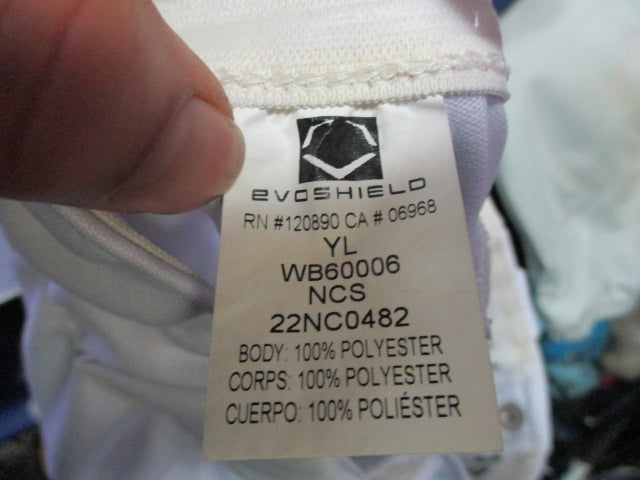 evoSHIELD
RN #120890 CA # 06968
YL
WB60006
NCS
22NC0482
BODY: 100% POLYESTER
CORPS: 100% POLYESTER
CUERPO: 100% POLIÉSTER